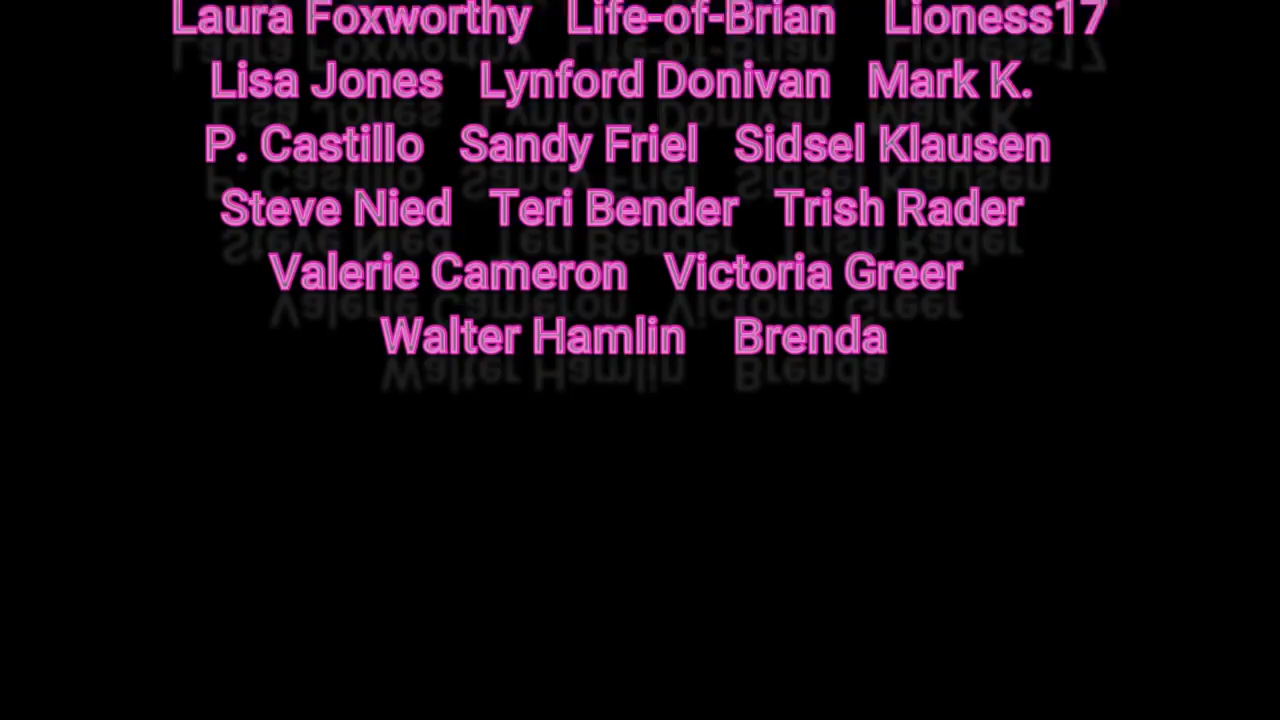 Laura Foxworthy Life-of-Brian Lioness17
Lisa Jones Lynford Donivan Mark K.
P. Castillo Sandy Friel Sidsel Klausen
Steve Nied Teri Bender Trish Rader
Valerie Cameron Victoria Greer
Walter Hamlin Brenda